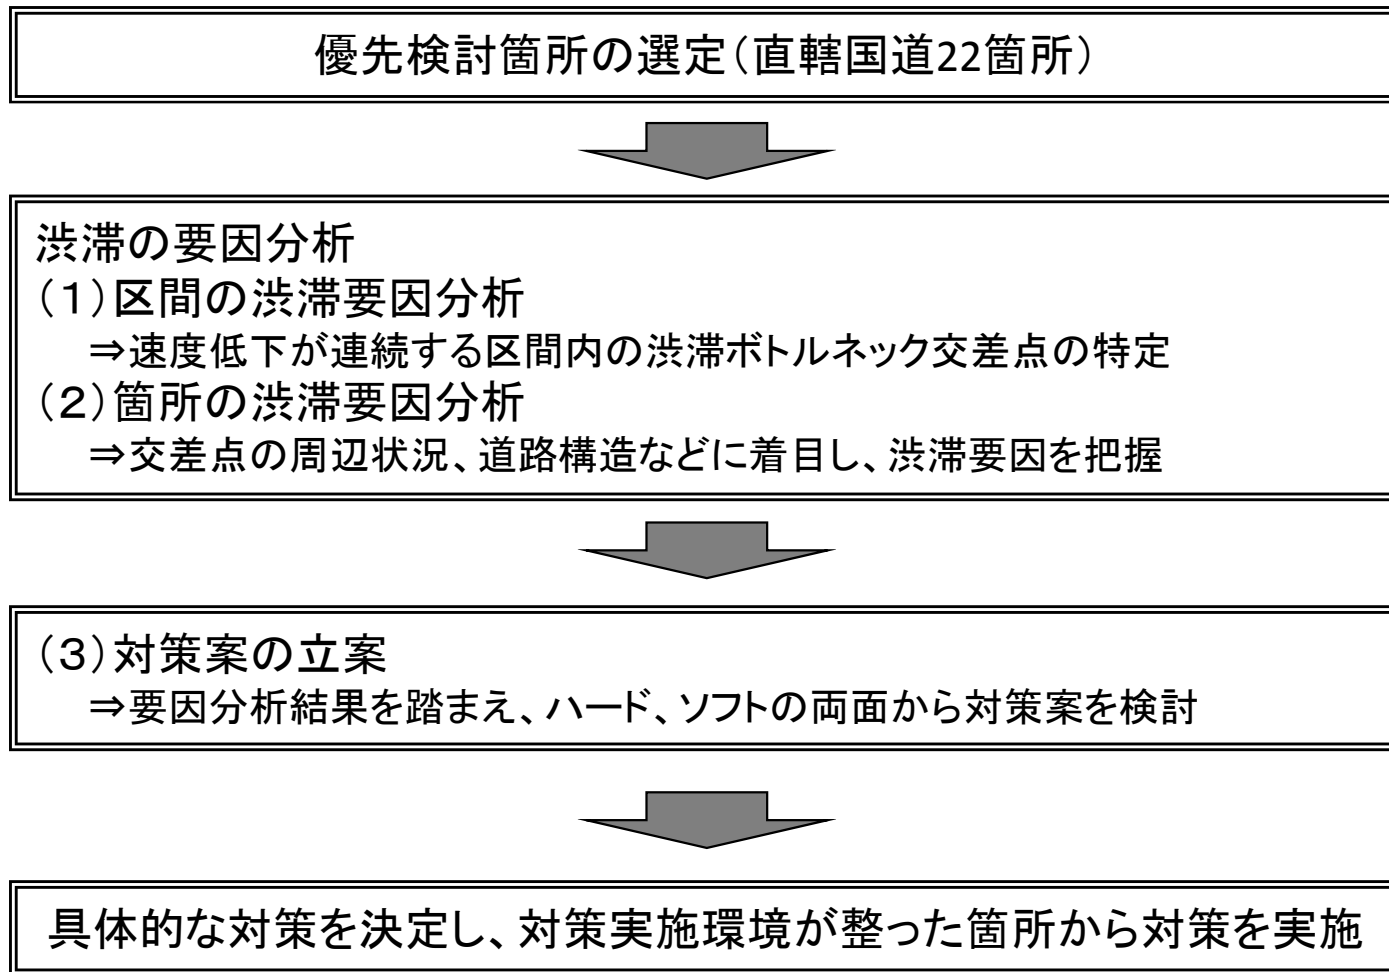 優先検討箇所の選定（直轄国道22箇所）
渋滞の要因分析
（１）区間の渋滞要因分析
⇒速度低下が連続する区間内の渋滞ボトルネック交差点の特定
（２）箇所の渋滞要因分析
⇒交差点の周辺状況、道路構造などに着目し、渋滞要因を把握
（３）対策案の立案
⇒要因分析結果を踏まえ、ハード、ソフトの両面から対策案を検討
具体的な対策を決定し、対策実施環境が整った箇所から対策を実施